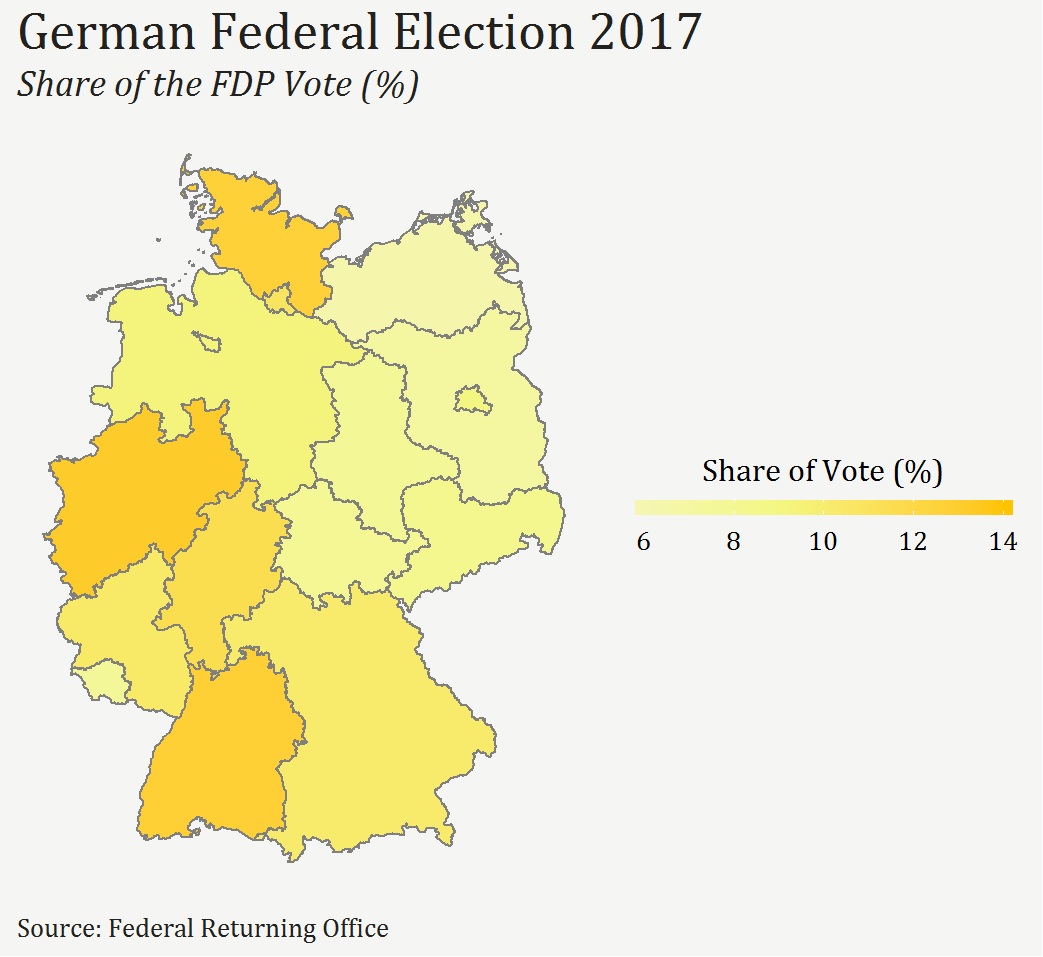 German Federal Election 2017
Share of the FDP Vote (%)
Share of Vote (%)
6 8 10 12 14
Source: Federal Returning Office